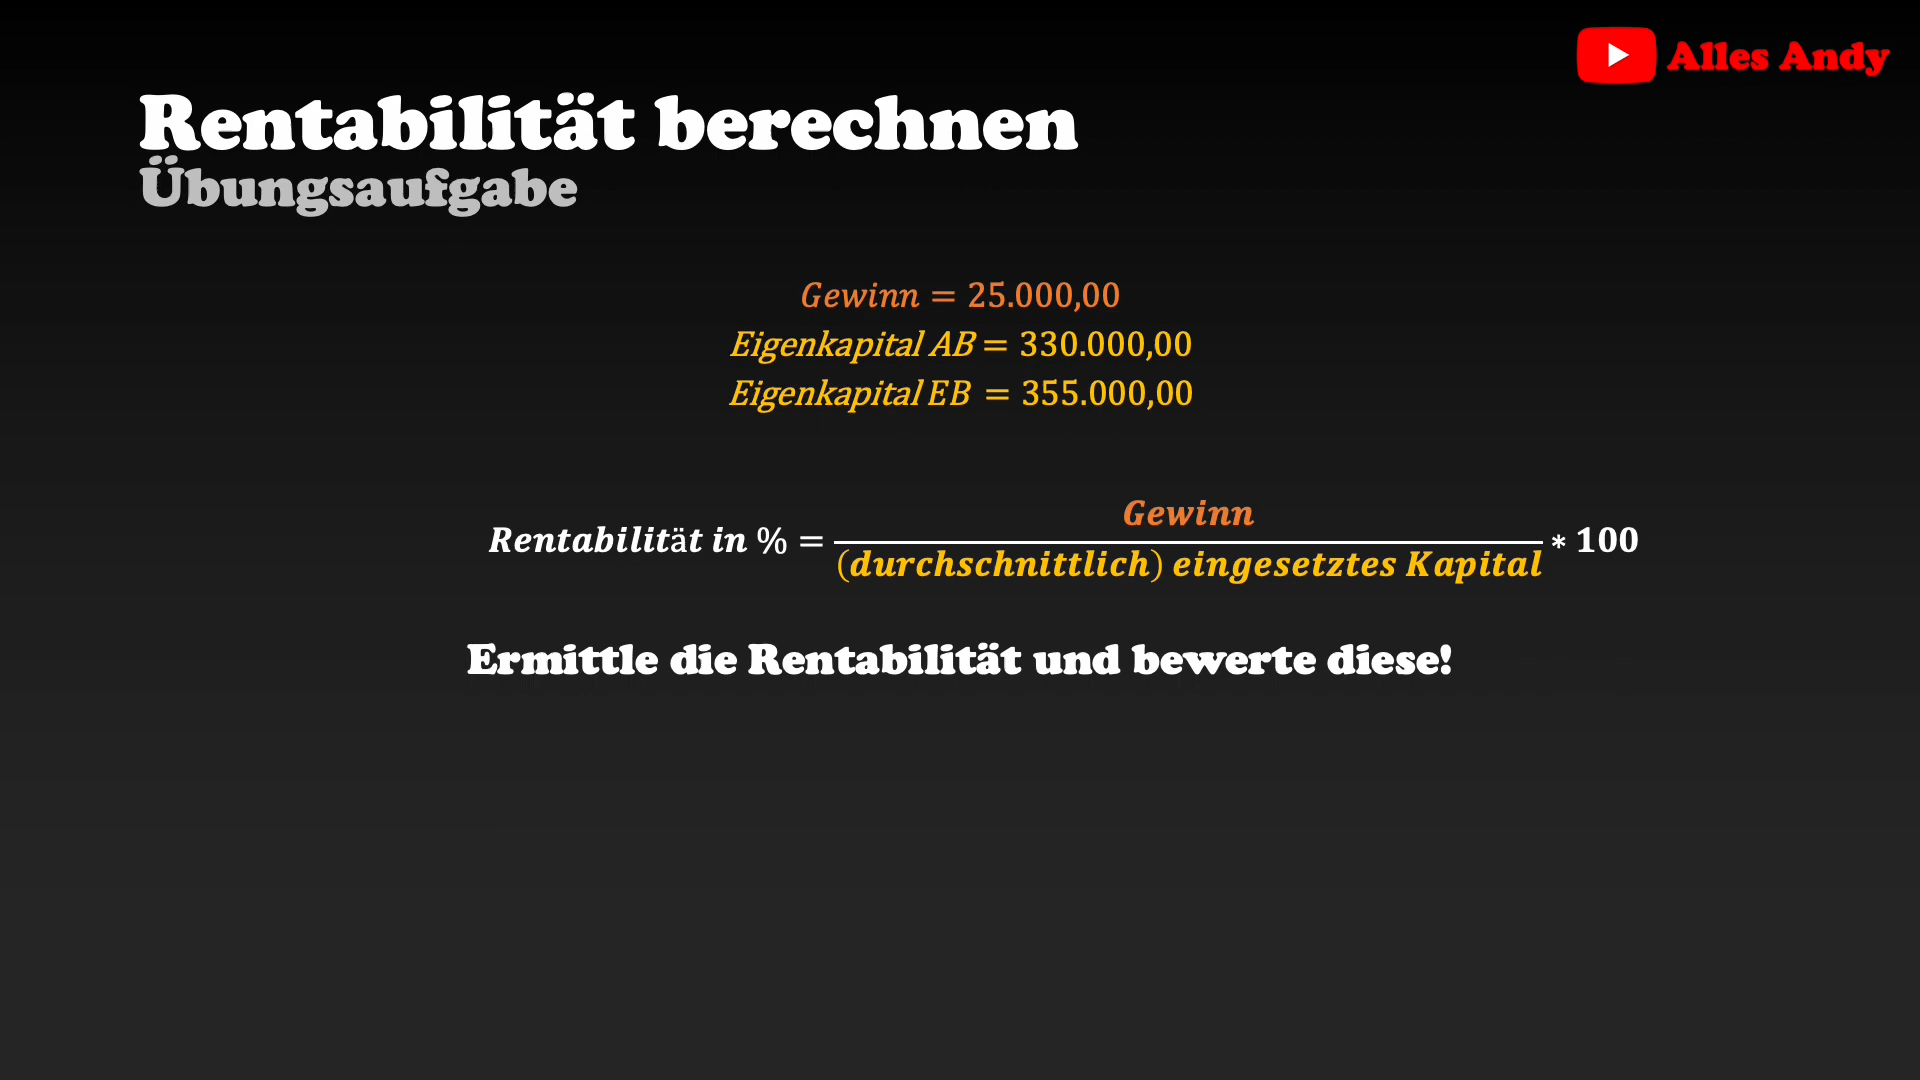 Alles Andy
Rentabilität berechnen
Übungsaufgabe
Gewinn = 25.000,00
Eigenkapital AB = 330.000,00
Eigenkapital EB = 355.000,00
Gewinn
Rentabilität in % = * 100
(durchschnittlich) eingesetztes Kapital
Ermittle die Rentabilität und bewerte diese!